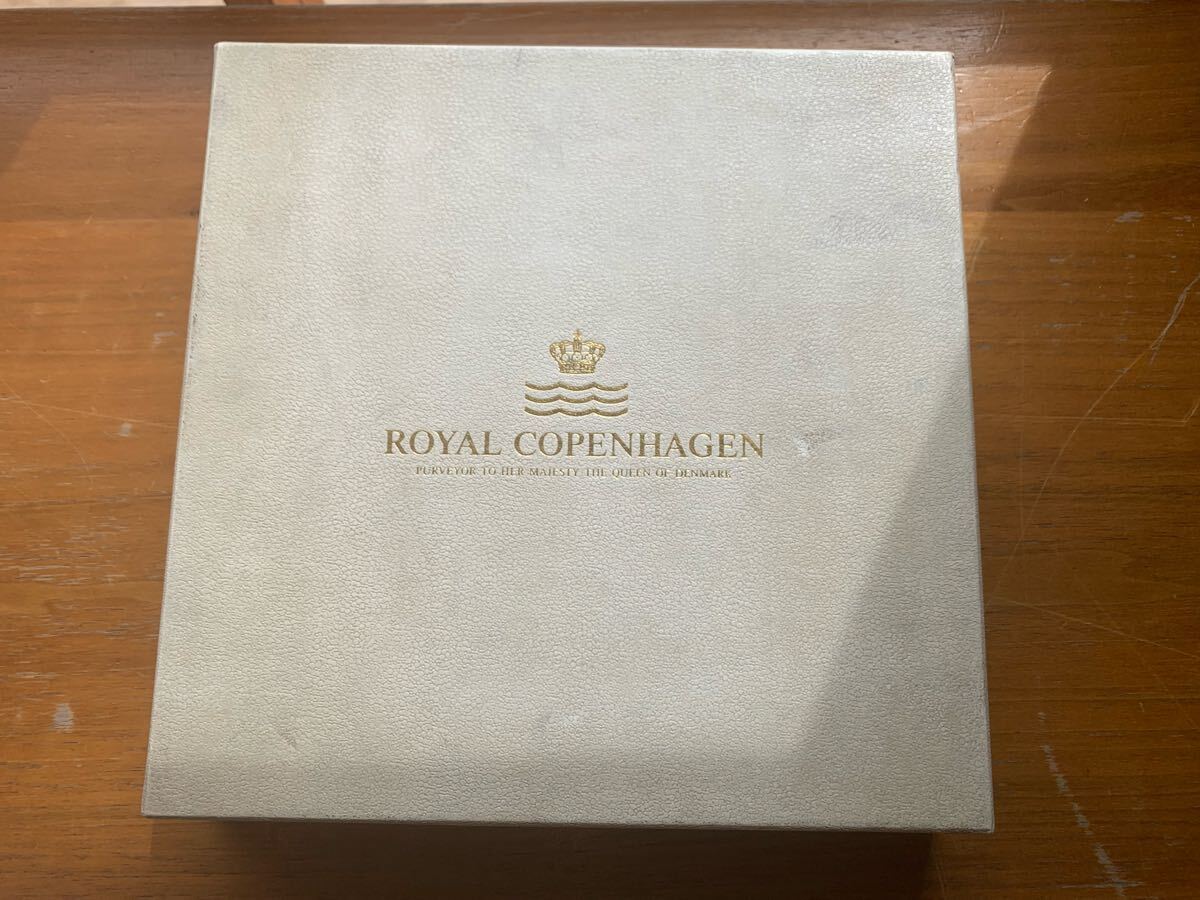 ROYAL COPENHAGEN
PURVEYOR TO HER MAJESTY THE QUEEN OF DENMARK